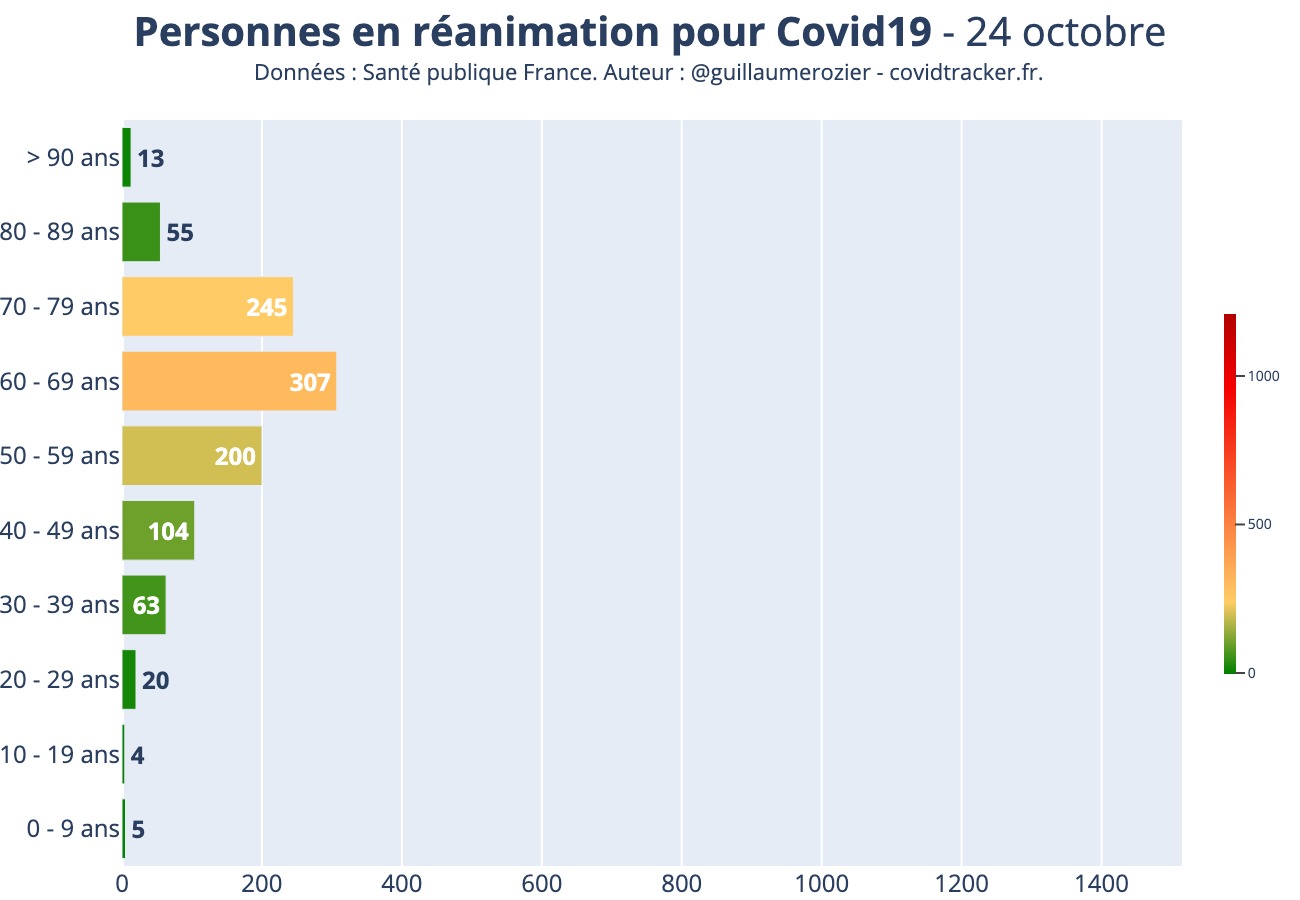 Personnes en réanimation pour Covid19 - 24 octobre
Données : Santé publique France. Auteur : @guillaumerozier - covidtracker.fr.
> 90 ans 13
80 - 89 ans 55
70 - 79 ans 245
60 - 69 ans 307
50 - 59 ans 200
40 - 49 ans 104
30 - 39 ans 63
20 - 29 ans 20
10 - 19 ans 4
0 - 9 ans 5
0 200 400 600 800 1000 1200 1400
1000
500
0